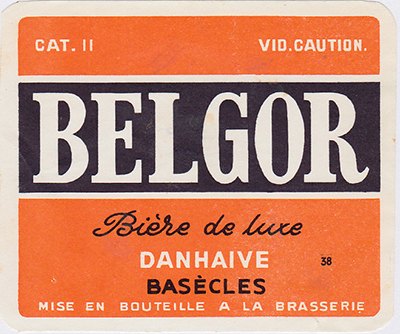 CAT. II VID. CAUTION.
BELGOR
Bière de luxe
DANHAIVE 38
BASÈCLES
MISE EN BOUTEILLE A LA BRASSERIE